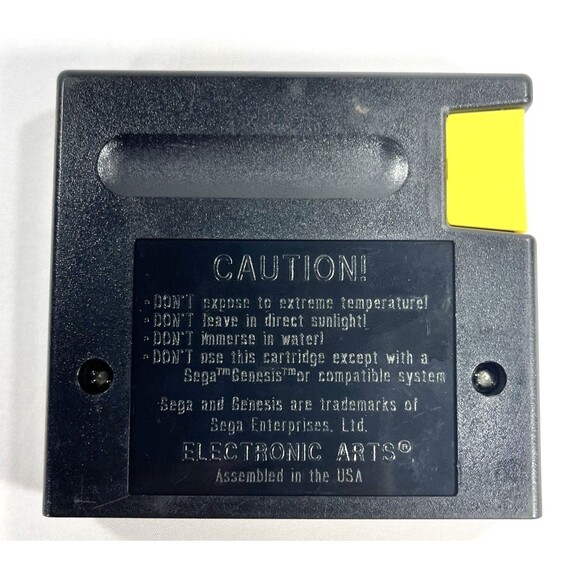 CAUTION!
• DON'T expose to extreme temperature!
• DON'T leave in direct sunlight!
• DON'T immerse in water!
• DON'T use this cartridge except with a
Sega™Genesis™or compatible system
Sega and Genesis are trademarks of
Sega Enterprises, Ltd.
ELECTRONIC ARTS®
Assembled in the USA